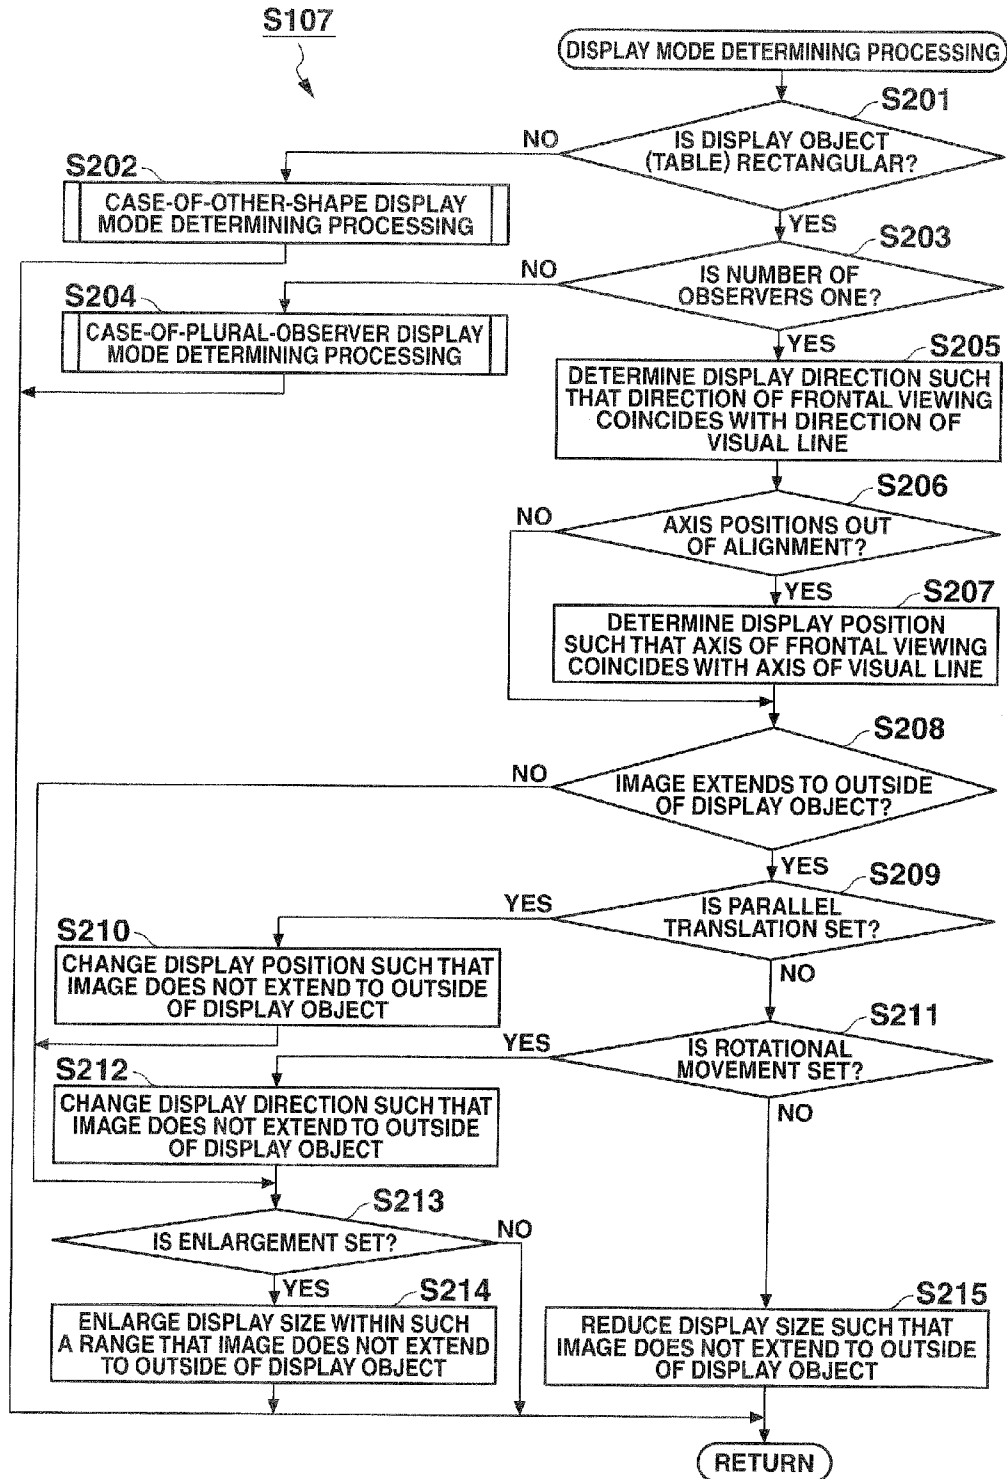 S107
DISPLAY MODE DETERMINING PROCESSING
S201
IS DISPLAY OBJECT
(TABLE) RECTANGULAR?
NO
YES
S202
CASE-OF-OTHER-SHAPE DISPLAY
MODE DETERMINING PROCESSING
S203
IS NUMBER OF
OBSERVERS ONE?
NO
YES
S204
CASE-OF-PLURAL-OBSERVER DISPLAY
MODE DETERMINING PROCESSING
S205
DETERMINE DISPLAY DIRECTION SUCH
THAT DIRECTION OF FRONTAL VIEWING
COINCIDES WITH DIRECTION OF
VISUAL LINE
S206
AXIS POSITIONS OUT
OF ALIGNMENT?
NO
YES
S207
DETERMINE DISPLAY POSITION
SUCH THAT AXIS OF FRONTAL VIEWING
COINCIDES WITH AXIS OF VISUAL LINE
S208
IMAGE EXTENDS TO OUTSIDE
OF DISPLAY OBJECT?
NO
YES
S209
IS PARALLEL
TRANSLATION SET?
YES
NO
S210
CHANGE DISPLAY POSITION SUCH THAT
IMAGE DOES NOT EXTEND TO OUTSIDE
OF DISPLAY OBJECT
S211
IS ROTATIONAL
MOVEMENT SET?
YES
NO
S212
CHANGE DISPLAY DIRECTION SUCH THAT
IMAGE DOES NOT EXTEND TO OUTSIDE
OF DISPLAY OBJECT
S213
IS ENLARGEMENT SET?
NO
YES
S214
ENLARGE DISPLAY SIZE WITHIN SUCH
A RANGE THAT IMAGE DOES NOT EXTEND
TO OUTSIDE OF DISPLAY OBJECT
S215
REDUCE DISPLAY SIZE SUCH THAT
IMAGE DOES NOT EXTEND TO OUTSIDE
OF DISPLAY OBJECT
RETURN